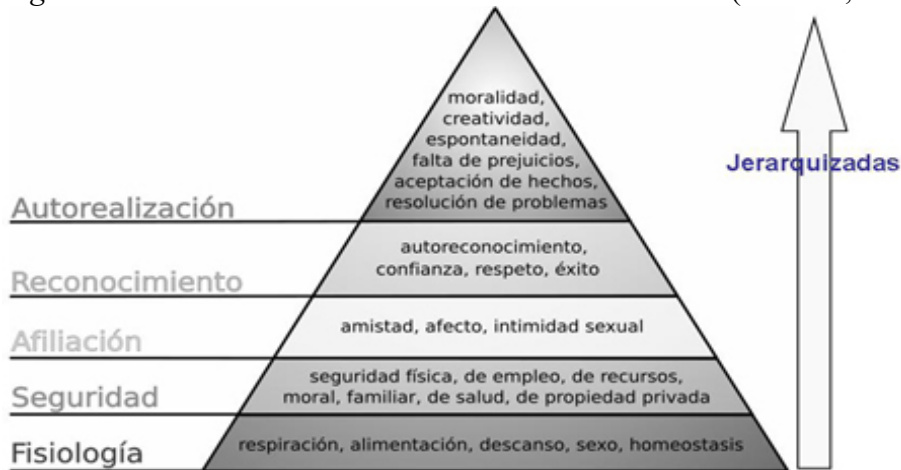 moralidad,
creatividad,
espontaneidad,
falta de prejuicios,
aceptación de hechos,
resolución de problemas
Autorealización
autoreconocimiento,
confianza, respeto, éxito
Reconocimiento
amistad, afecto, intimidad sexual
Afiliación
seguridad física, de empleo, de recursos,
moral, familiar, de salud, de propiedad privada
Seguridad
respiración, alimentación, descanso, sexo, homeostasis
Fisiología
Jerarquizadas